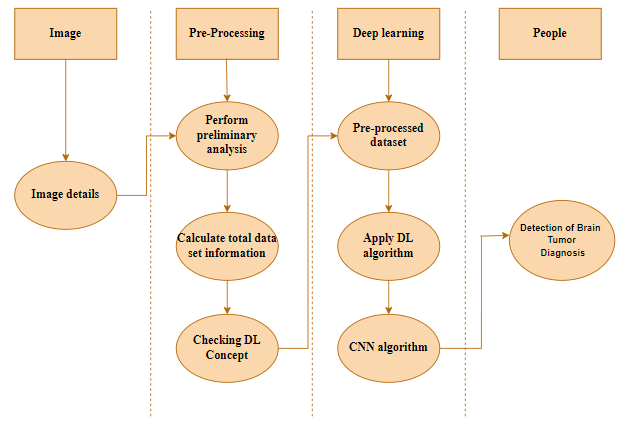 Image
Pre-Processing
Deep learning
People
Image details
Perform
preliminary
analysis
Calculate total data
set information
Checking DL
Concept
Pre-processed
dataset
Apply DL
algorithm
CNN algorithm
Detection of Brain
Tumor
Diagnosis